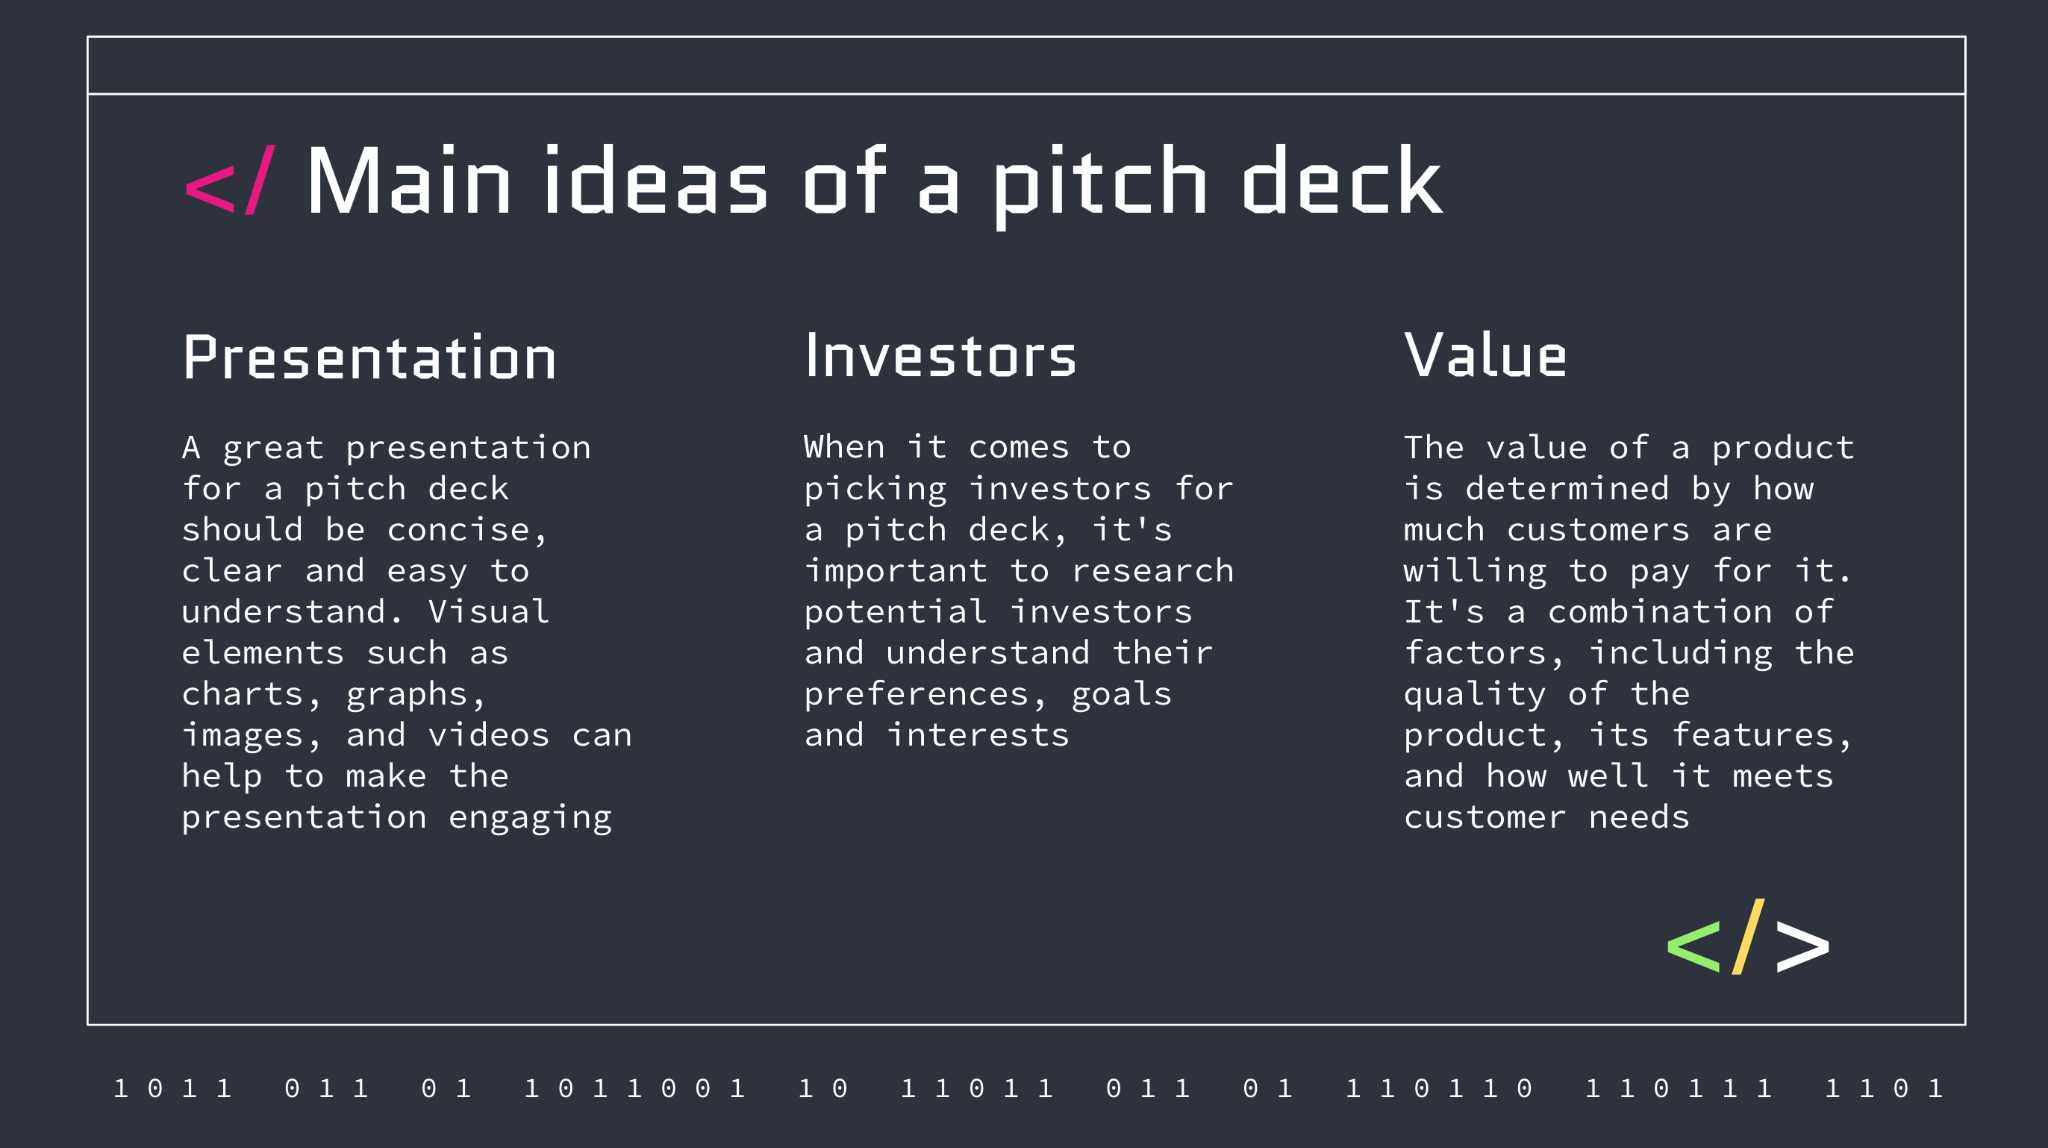 </ Main ideas of a pitch deck
Presentation
A great presentation
for a pitch deck
should be concise,
clear and easy to
understand. Visual
elements such as
charts, graphs,
images, and videos can
help to make the
presentation engaging
Investors
When it comes to
picking investors for
a pitch deck, it's
important to research
potential investors
and understand their
preferences, goals
and interests
Value
The value of a product
is determined by how
much customers are
willing to pay for it.
It's a combination of
factors, including the
quality of the
product, its features,
and how well it meets
customer needs
</>
1011 011 01 1011001 10 11011 011 01 110110 110111 1101